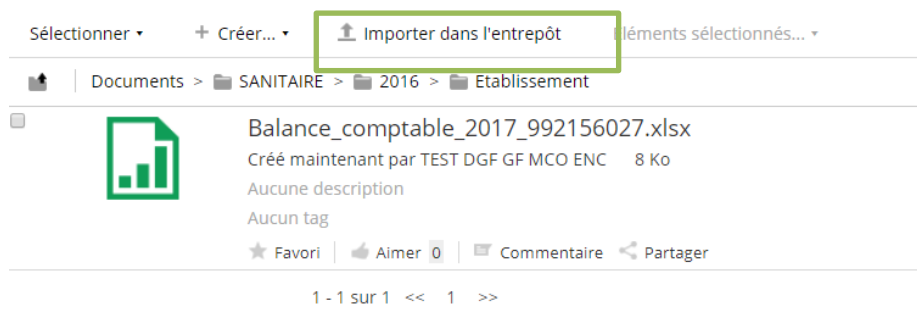 Sélectionner ▾ + Créer... ▾ Importer dans l'entrepôt Éléments sélectionnés... ▾
Documents > SANITAIRE > 2016 > Etablissement
Balance_comptable_2017_992156027.xlsx
Créé maintenant par TEST DGF GF MCO ENC 8 Ko
Aucune description
Aucun tag
Favori Aimer 0 Commentaire Partager
1 - 1 sur 1 << 1 >>